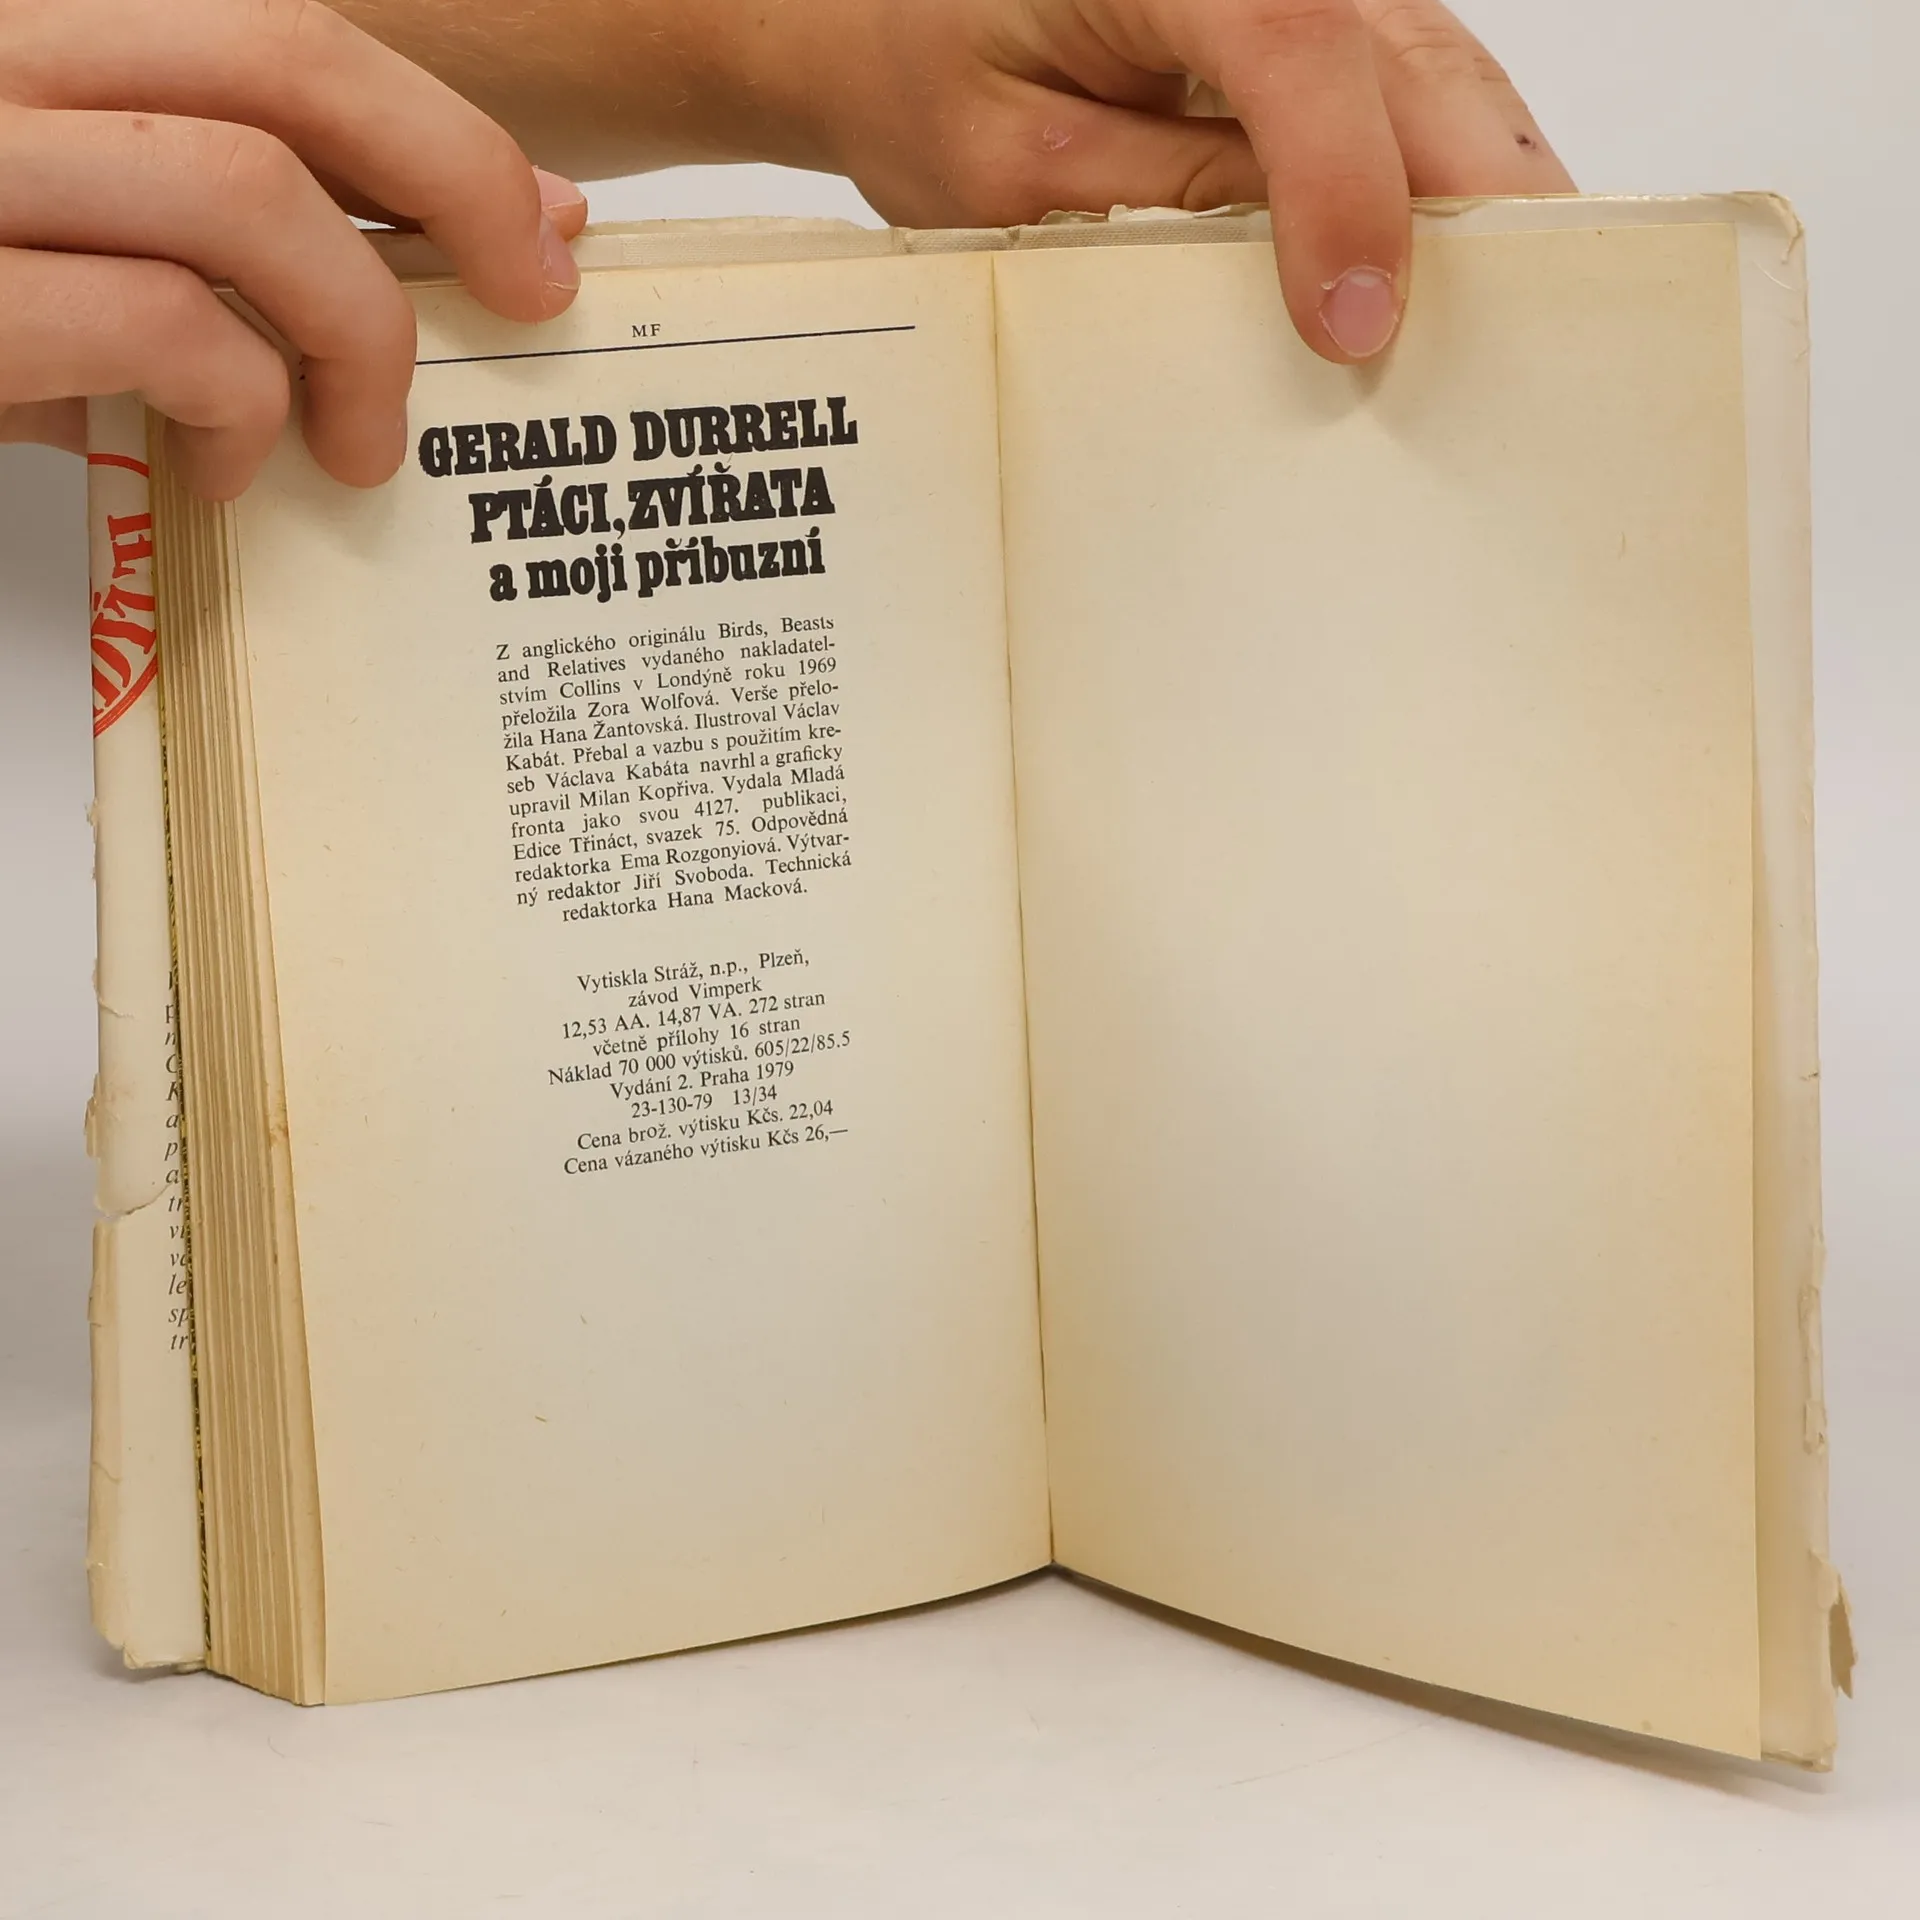 MF
GERALD DURRELL
PTÁCI, ZVÍŘATA
a moji příbuzní
Z anglického originálu Birds, Beasts
and Relatives vydaného nakladatel-
stvím Collins v Londýně roku 1969
přeložila Zora Wolfová. Verše přelo-
žila Hana Žantovská. Ilustroval Václav
Kabát. Přebal a vazbu s použitím kre-
seb Václava Kabáta navrhl a graficky
upravil Milan Kopřiva. Vydala Mladá
fronta jako svou 4127. publikaci,
Edice Třináct, svazek 75. Odpovědná
redaktorka Ema Rozgonyiová. Výtvar-
ný redaktor Jiří Svoboda. Technická
redaktorka Hana Macková.
Vytiskla Stráž, n.p., Plzeň,
závod Vimperk
12,53 AA. 14,87 VA. 272 stran
včetně přílohy 16 stran
Náklad 70 000 výtisků. 605/22/85.5
Vydání 2. Praha 1979
23-130-79 13/34
Cena brož. výtisku Kčs. 22,04
Cena vázaného výtisku Kčs 26,—